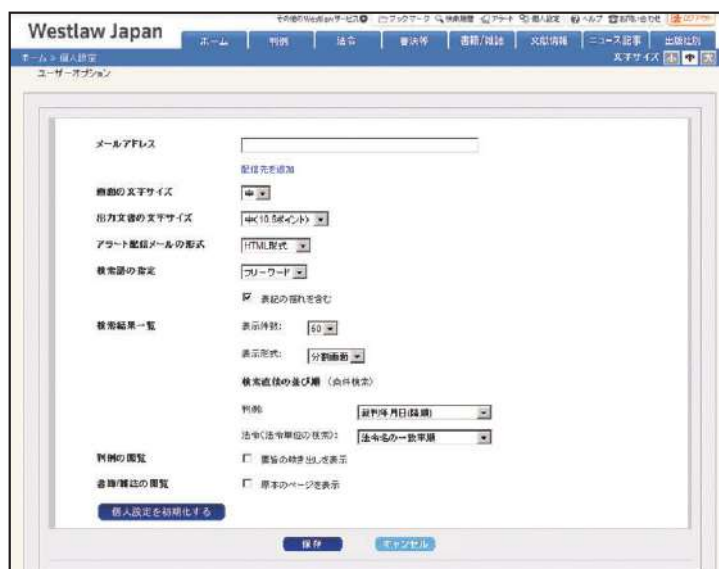 その他のWestlawサービス ブックマーク 検索履歴 アラート 個人設定 ヘルプ お問い合わせ ログアウト
Westlaw Japan
ホーム 判例 法令 審決等 書籍/雑誌 文献情報 ニュース記事 出版社別
ホーム > 個人設定 文字サイズ 小 中 大
ユーザーオプション
メールアドレス
配信先を追加
画面の文字サイズ 中
出力文書の文字サイズ 中(10.5ポイント)
アラート配信メールの形式 HTML形式
検索語の指定 フリーワード
表記の揺れを含む
検索結果一覧 表示件数: 60
表示形式: 分割画面
検索直後の並び順 (条件検索)
判例: 裁判年月日(降順)
法令(法令単位の検索): 法令名の一致率順
判例の閲覧 要旨の吹き出しを表示
書籍/雑誌の閲覧 原本のページを表示
個人設定を初期化する
保存 キャンセル